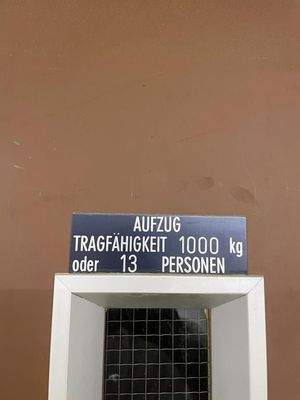 AUFZUG
TRAGFÄHIGKEIT 1000 kg
oder 13 PERSONEN